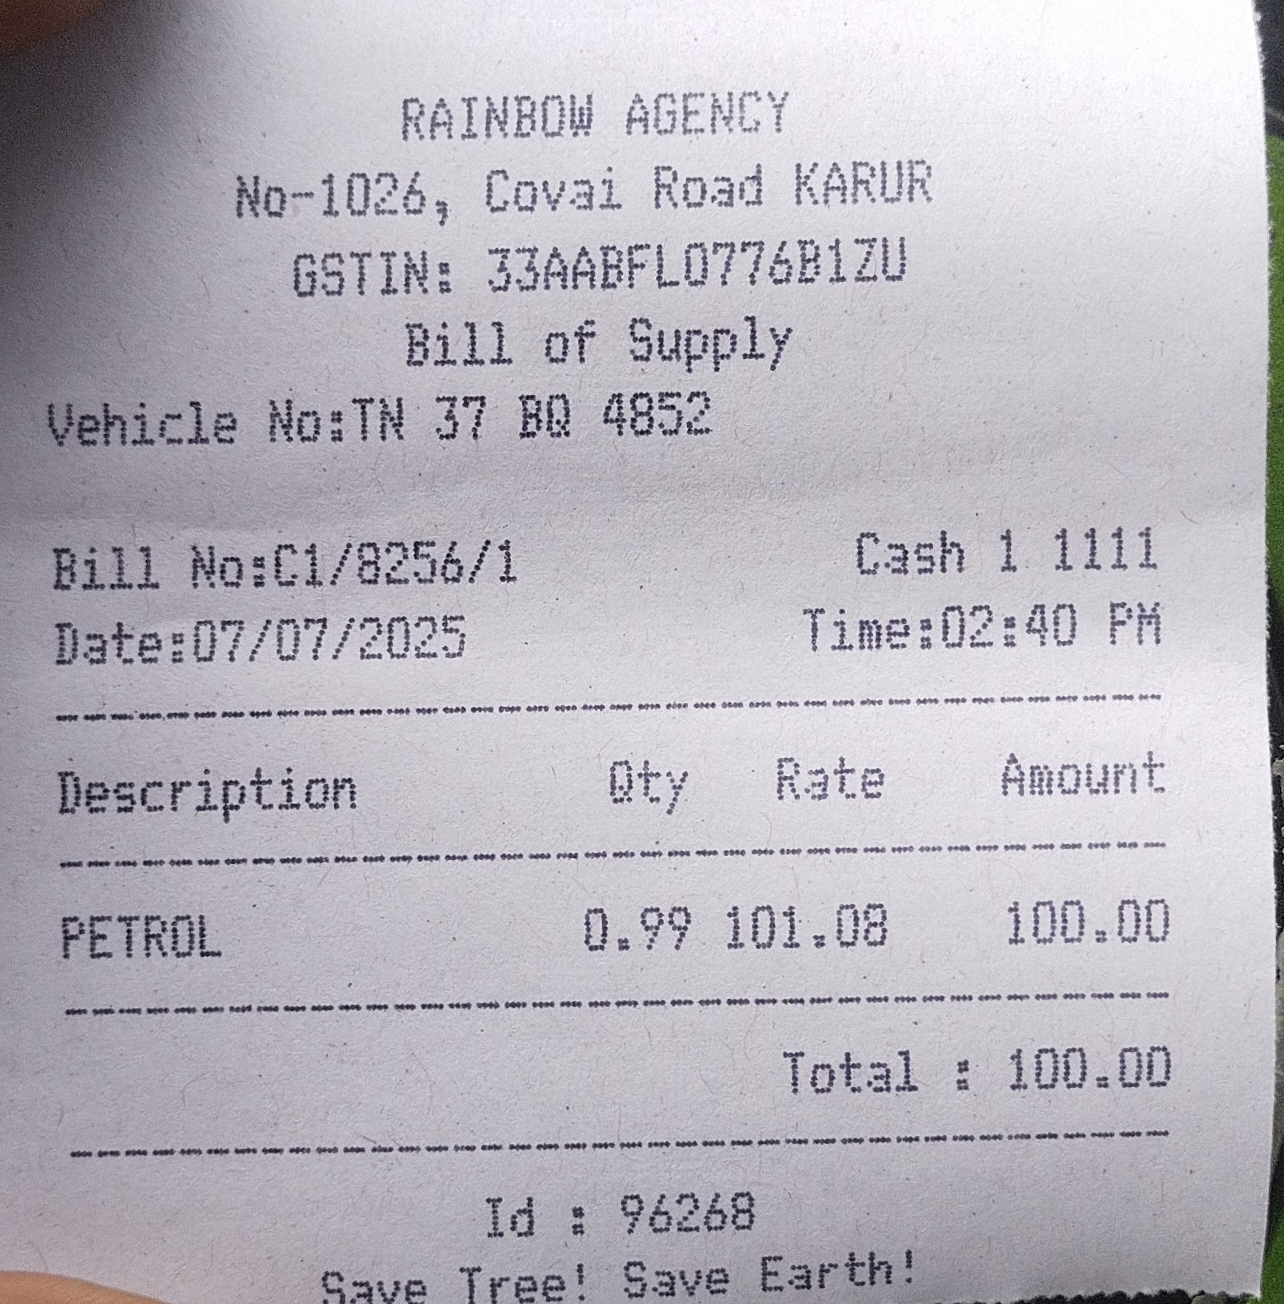 RAINBOW AGENCY
No-1026, Covai Road KARUR
GSTIN: 33AABFL0776B1ZU
Bill of Supply
Vehicle No:TN 37 BQ 4852
Bill No:C1/8256/1 Cash 1 1111
Date:07/07/2025 Time:02:40 PM
Description Qty Rate Amount
PETROL 0.99 101.08 100.00
Total : 100.00
Id : 96268
Save Tree! Save Earth!